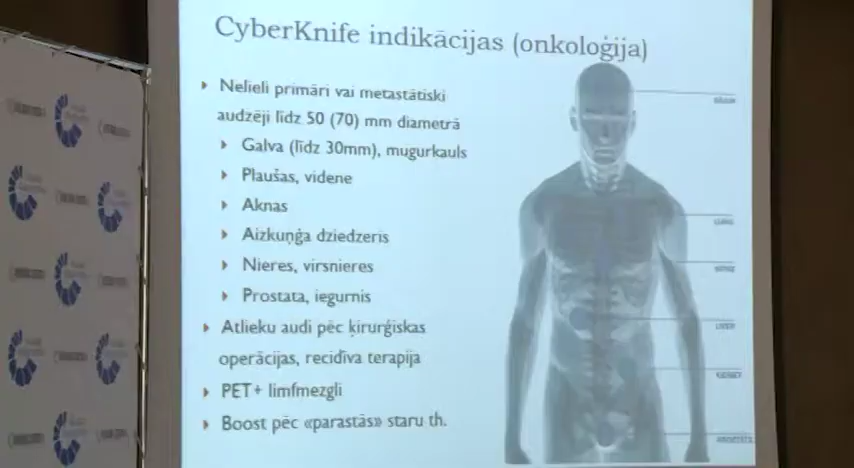 CyberKnife indikācijas (onkoloģija)
Nelieli primāri vai metastātiski
audzēji līdz 50 (70) mm diametrā
Galva (līdz 30mm), mugurkauls
Plaušas, videne
Aknas
Aizkuņģa dziedzeris
Nieres, virsnieres
Prostata, iegurnis
Atlieku audi pēc ķirurģiskas
operācijas, recidīva terapija
PET+ limfmezgli
Boost pēc «parastās» staru th.